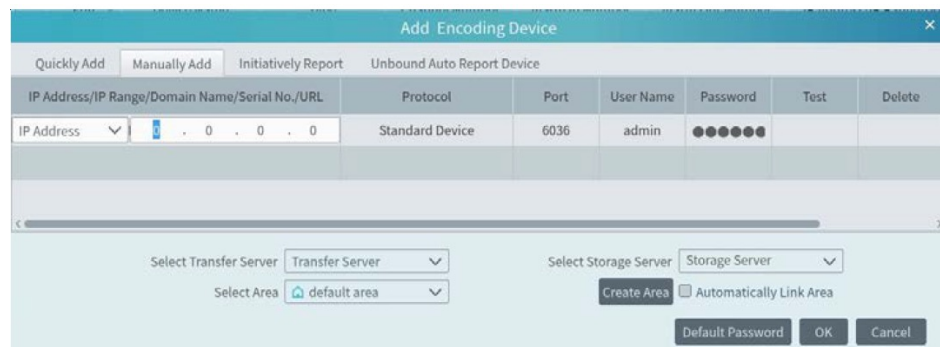 Add Encoding Device
Quickly Add Manually Add Initiatively Report Unbound Auto Report Device
IP Address/IP Range/Domain Name/Serial No./URL Protocol Port User Name Password Test Delete
IP Address 0 . 0 . 0 . 0 Standard Device 6036 admin ●●●●●●
Select Transfer Server Transfer Server Select Storage Server Storage Server
Select Area default area Create Area Automatically Link Area
Default Password OK Cancel